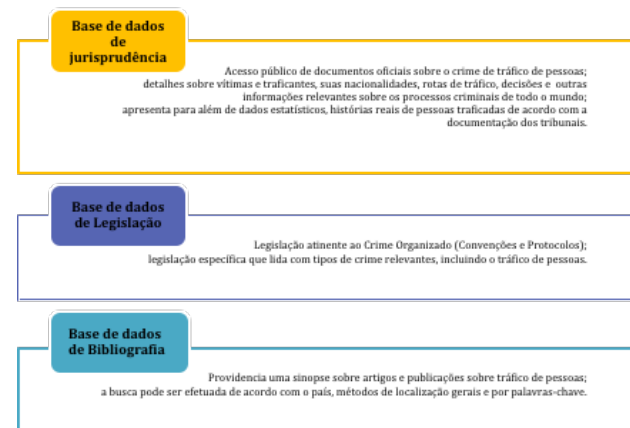 Base de dados
de
jurisprudência
Acesso público de documentos oficiais sobre o crime de tráfico de pessoas;
detalhes sobre vítimas e traficantes, suas nacionalidades, rotas de tráfico, decisões e outras
informações relevantes sobre os processos criminais de todo o mundo;
apresenta para além de dados estatísticos, histórias reais de pessoas traficadas de acordo com a
documentação dos tribunais.
Base de dados
de Legislação
Legislação atinente ao Crime Organizado (Convenções e Protocolos);
legislação específica que lida com tipos de crime relevantes, incluindo o tráfico de pessoas.
Base de dados
de Bibliografia
Providencia uma sinopse sobre artigos e publicações sobre tráfico de pessoas;
a busca pode ser efetuada de acordo com o país, métodos de localização gerais e por palavras-chave.